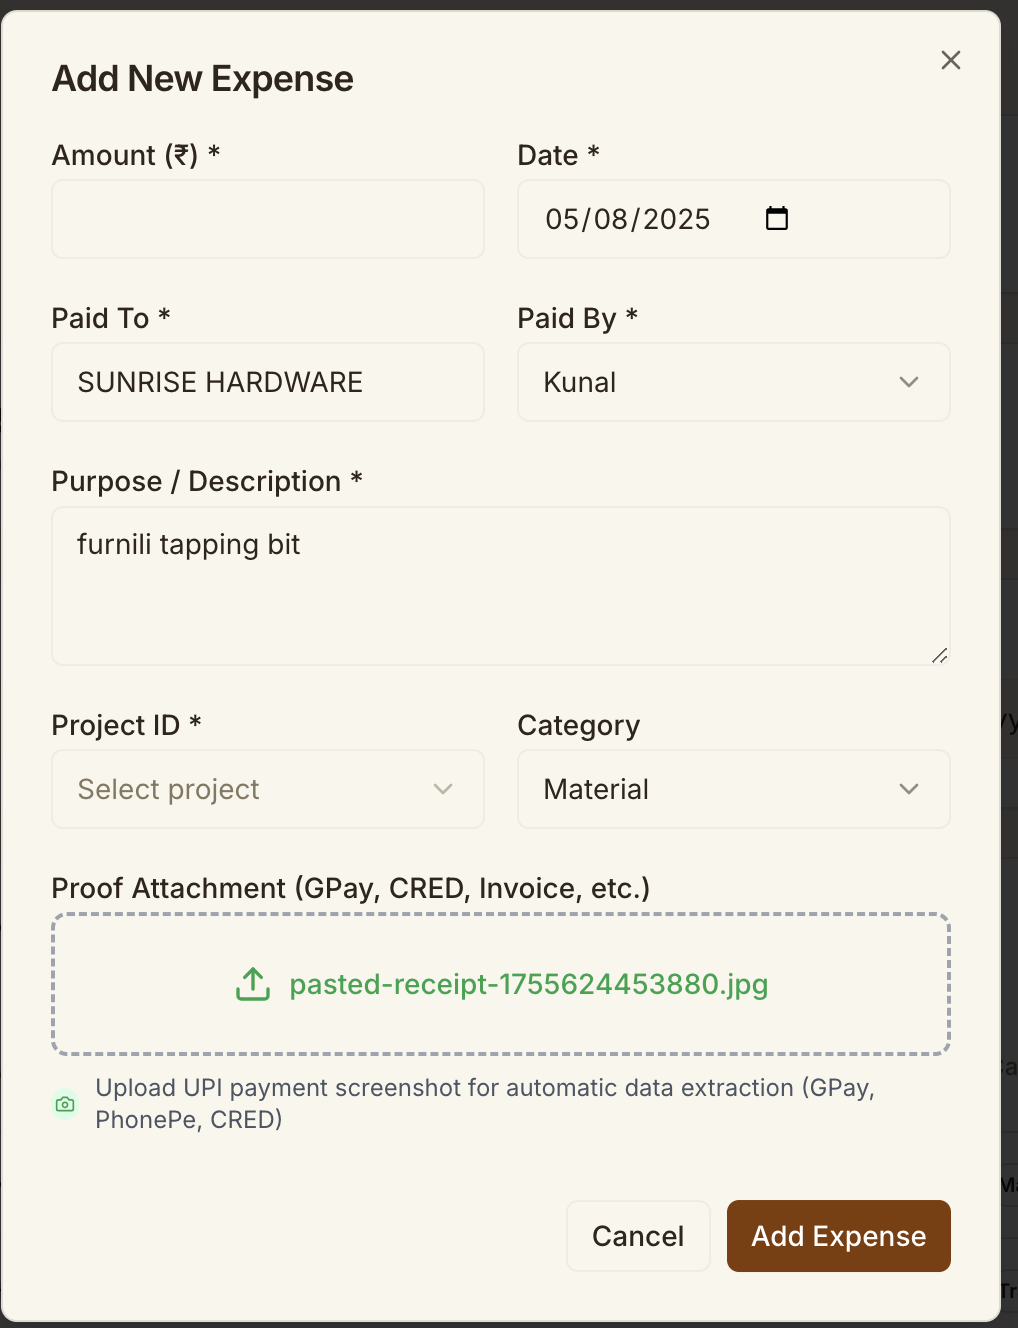 Add New Expense
Amount (₹) *
Date *
05/08/2025
Paid To *
Paid By *
SUNRISE HARDWARE
Kunal
Purpose / Description *
furnili tapping bit
Project ID *
Category
Select project
Material
Proof Attachment (GPay, CRED, Invoice, etc.)
pasted-receipt-1755624453880.jpg
Upload UPI payment screenshot for automatic data extraction (GPay,
PhonePe, CRED)
Cancel
Add Expense